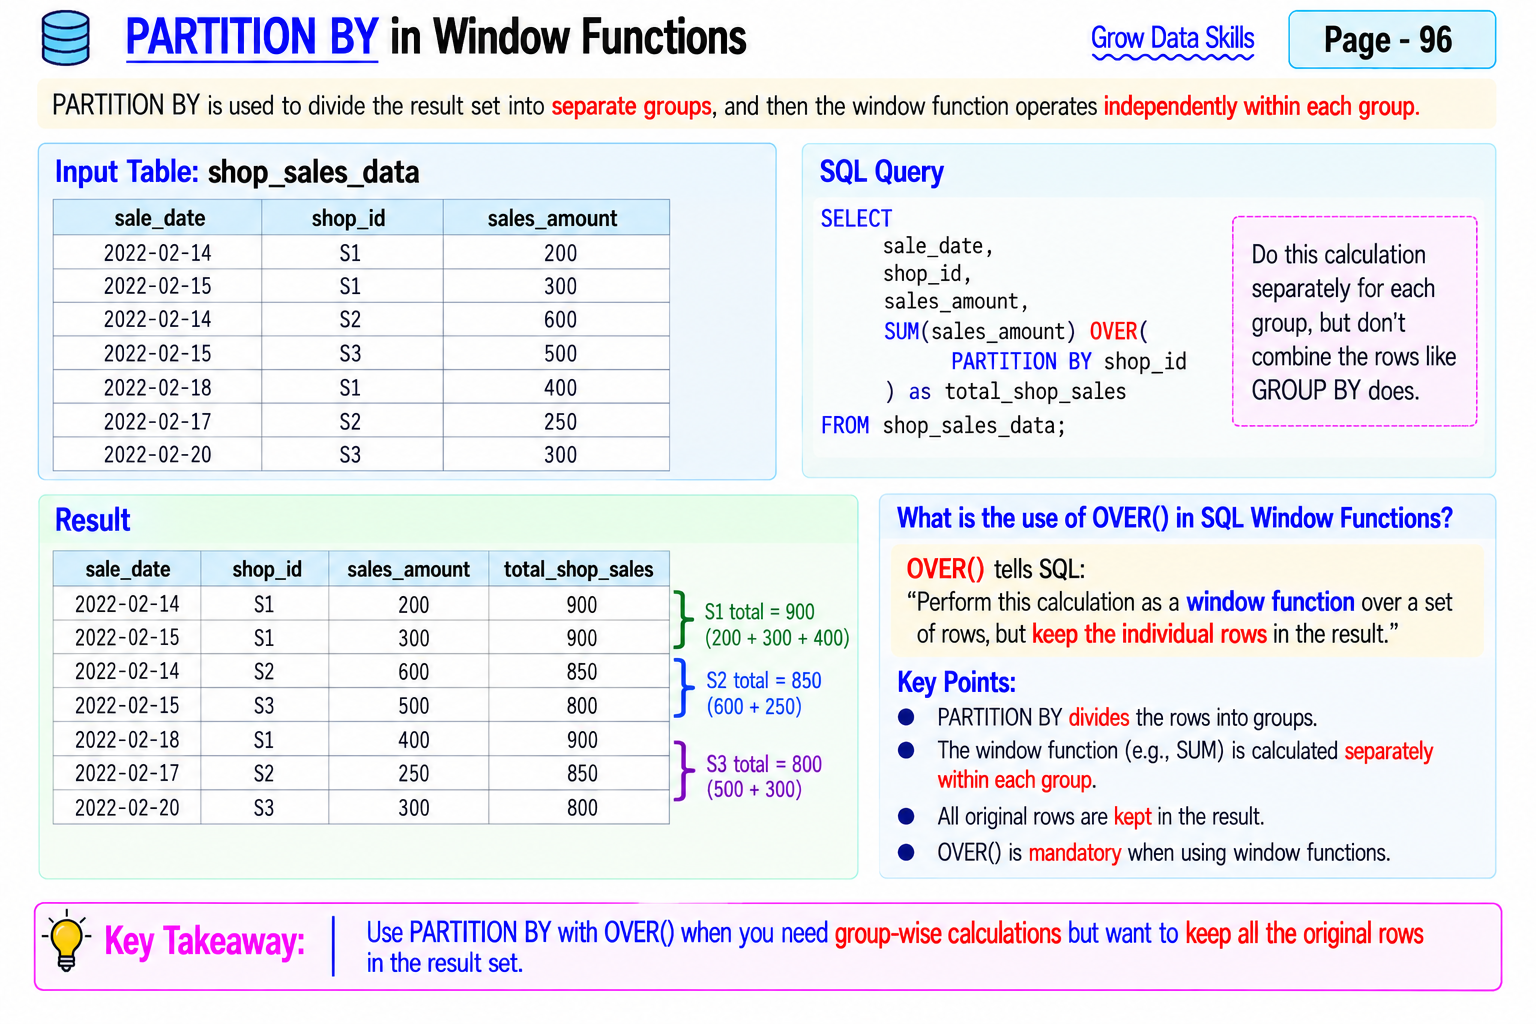 PARTITION BY in Window Functions
Grow Data Skills
Page - 96
PARTITION BY is used to divide the result set into separate groups, and then the window function operates independently within each group.
Input Table: shop_sales_data
sale_date shop_id sales_amount
2022-02-14 S1 200
2022-02-15 S1 300
2022-02-14 S2 600
2022-02-15 S3 500
2022-02-18 S1 400
2022-02-17 S2 250
2022-02-20 S3 300
SQL Query
SELECT
sale_date,
shop_id,
sales_amount,
SUM(sales_amount) OVER(
PARTITION BY shop_id
) as total_shop_sales
FROM shop_sales_data;
Do this calculation
separately for each
group, but don't
combine the rows like
GROUP BY does.
Result
sale_date shop_id sales_amount total_shop_sales
2022-02-14 S1 200 900
2022-02-15 S1 300 900
2022-02-14 S2 600 850
2022-02-15 S3 500 800
2022-02-18 S1 400 900
2022-02-17 S2 250 850
2022-02-20 S3 300 800
S1 total = 900
(200 + 300 + 400)
S2 total = 850
(600 + 250)
S3 total = 800
(500 + 300)
What is the use of OVER() in SQL Window Functions?
OVER() tells SQL:
“Perform this calculation as a window function over a set
of rows, but keep the individual rows in the result.”
Key Points:
● PARTITION BY divides the rows into groups.
● The window function (e.g., SUM) is calculated separately
within each group.
● All original rows are kept in the result.
● OVER() is mandatory when using window functions.
Key Takeaway:
Use PARTITION BY with OVER() when you need group-wise calculations but want to keep all the original rows
in the result set.